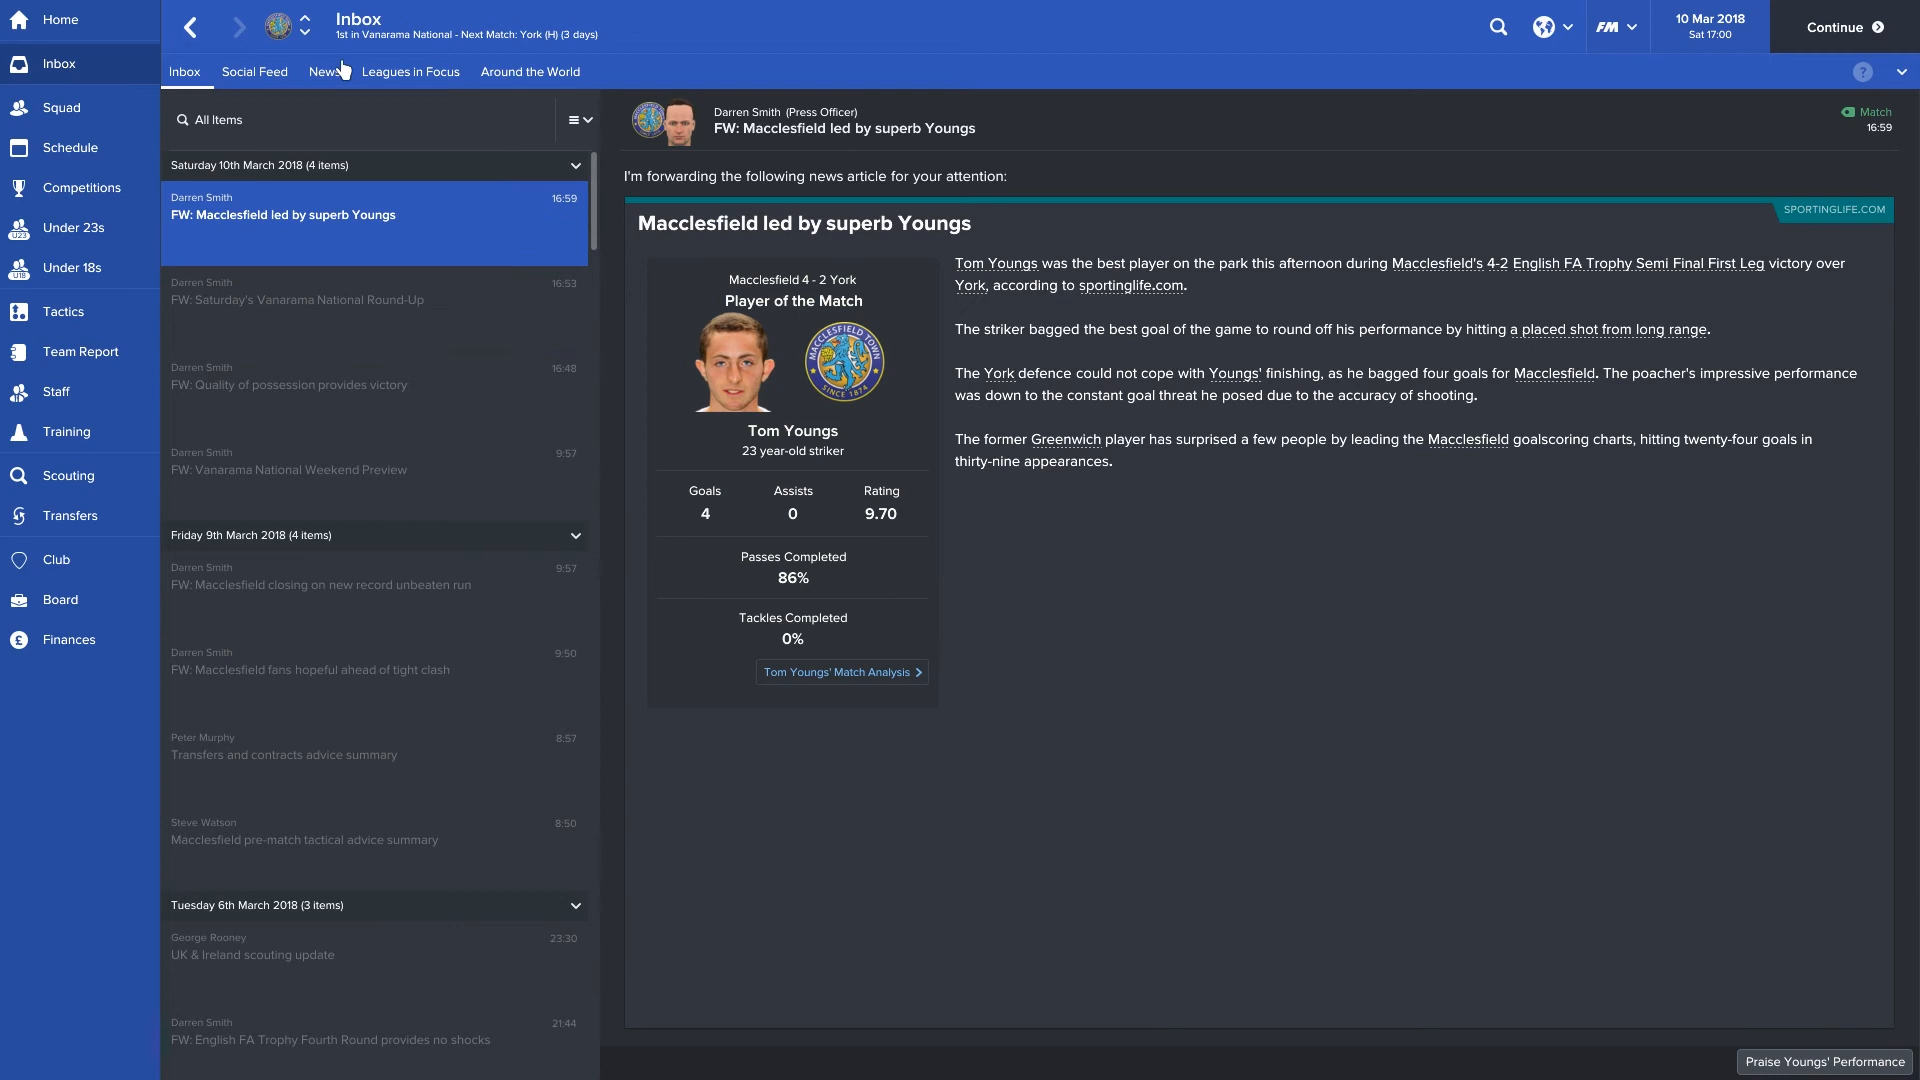 Home
Inbox
Squad
Schedule
Competitions
Under 23s
Under 18s
Tactics
Team Report
Staff
Training
Scouting
Transfers
Club
Board
Finances
Inbox
1st in Vanarama National - Next Match: York (H) (3 days)
FM
10 Mar 2018
Sat 17:00
Continue
Inbox Social Feed News Leagues in Focus Around the World
?
All Items
Saturday 10th March 2018 (4 items)
Darren Smith 16:59
FW: Macclesfield led by superb Youngs
Darren Smith 16:53
FW: Saturday's Vanarama National Round-Up
Darren Smith 16:48
FW: Quality of possession provides victory
Darren Smith 9:57
FW: Vanarama National Weekend Preview
Friday 9th March 2018 (4 items)
Darren Smith 9:57
FW: Macclesfield closing on new record unbeaten run
Darren Smith 9:50
FW: Macclesfield fans hopeful ahead of tight clash
Peter Murphy 8:57
Transfers and contracts advice summary
Steve Watson 8:50
Macclesfield pre-match tactical advice summary
Tuesday 6th March 2018 (3 items)
George Rooney 23:30
UK & Ireland scouting update
Darren Smith 21:44
FW: English FA Trophy Fourth Round provides no shocks
Darren Smith (Press Officer)
FW: Macclesfield led by superb Youngs
Match
16:59
I'm forwarding the following news article for your attention:
SPORTINGLIFE.COM
Macclesfield led by superb Youngs
Macclesfield 4 - 2 York
Player of the Match
MACCLESFIELD TOWN
SINCE 1874
Tom Youngs
23 year-old striker
Goals Assists Rating
4 0 9.70
Passes Completed
86%
Tackles Completed
0%
Tom Youngs' Match Analysis
Tom Youngs was the best player on the park this afternoon during Macclesfield's 4-2 English FA Trophy Semi Final First Leg victory over
York, according to sportinglife.com.
The striker bagged the best goal of the game to round off his performance by hitting a placed shot from long range.
The York defence could not cope with Youngs' finishing, as he bagged four goals for Macclesfield. The poacher's impressive performance
was down to the constant goal threat he posed due to the accuracy of shooting.
The former Greenwich player has surprised a few people by leading the Macclesfield goalscoring charts, hitting twenty-four goals in
thirty-nine appearances.
Praise Youngs' Performance